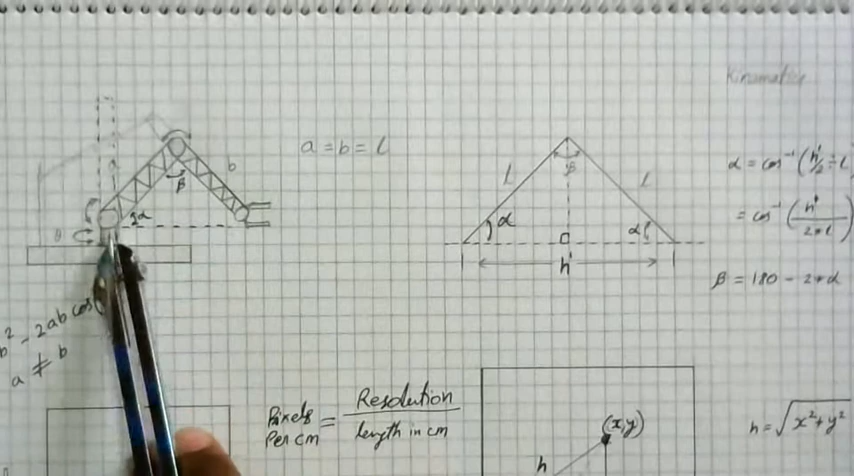 Kinematics
a = b = l
a
b
β
α
θ
l
l
β
α
α
h'
α = cos⁻¹ (h'/2 ÷ l
= cos⁻¹ (h'/2*l)
β = 180 - 2*α
b² - 2ab cos
a ≠ b
Pixels Per cm = Resolution / length in cm
(x,y)
h
h = √x²+y²